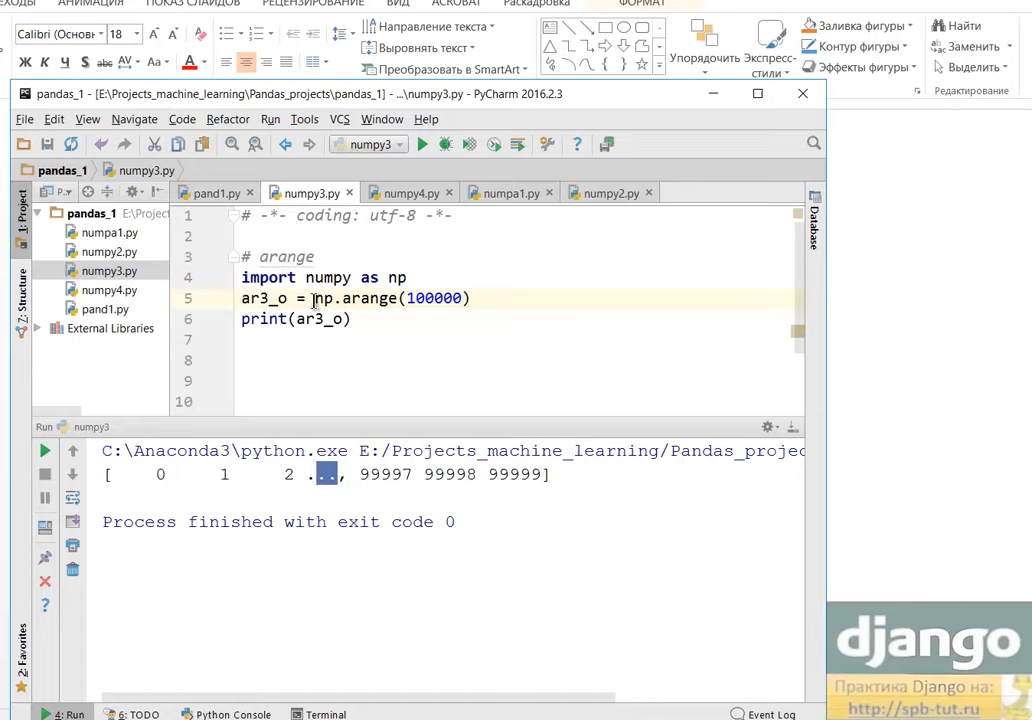 ХОДЫ АНИМАЦИЯ ПОКАЗ СЛАЙДОВ РЕЦЕНЗИРОВАНИЕ ВИД ACROBAT Раскадровка ФОРМАТ
Calibri (Основн 18
Направление текста
Выровнять текст
Преобразовать в SmartArt
Упорядочить
Экспресс-
стили
Заливка фигуры
Контур фигуры
Эффекты фигуры
Найти
Заменить
Выделить
Редактирование
Ж К Ч S abc AV Aa A
pandas_1 - [E:\Projects_machine_learning\Pandas_projects\pandas_1] - ...\numpy3.py - PyCharm 2016.2.3
File Edit View Navigate Code Refactor Run Tools VCS Window Help
numpy3
pandas_1 numpy3.py
P..
pand1.py numpy3.py numpy4.py numpa1.py numpy2.py
1: Project
7: Structure
2: Favorites
Database
pandas_1 E:\Project
numpa1.py
numpy2.py
numpy3.py
numpy4.py
pand1.py
External Libraries
1 # -*- coding: utf-8 -*-
2
3 # arange
4 import numpy as np
5 ar3_o = np.arange(100000)
6 print(ar3_o)
7
8
9
10
Run numpy3
C:\Anaconda3\python.exe E:/Projects_machine_learning/Pandas_projec
[ 0 1 2 ..., 99997 99998 99999]
Process finished with exit code 0
4: Run 6: TODO Python Console Terminal Event Log
django
Практика Django на:
http://spb-tut.ru